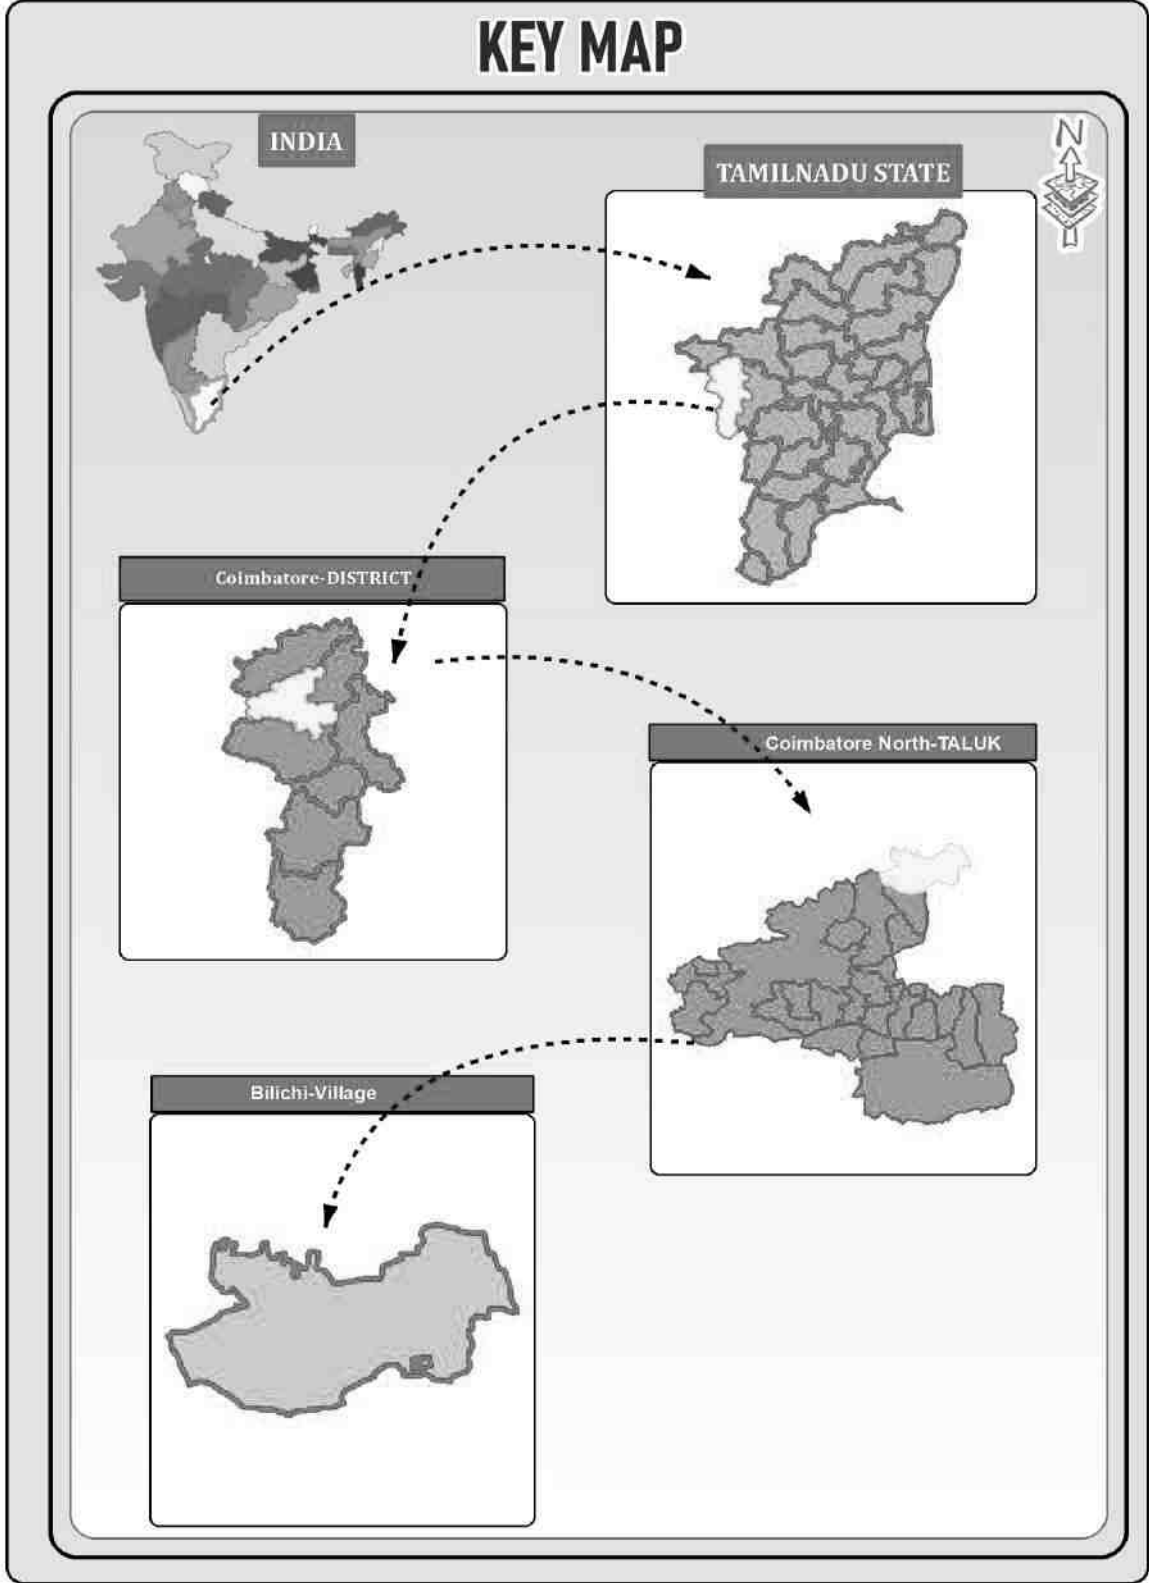 KEY MAP
INDIA
N
TAMILNADU STATE
Coimbatore-DISTRICT
Coimbatore North-TALUK
Bilichi-Village